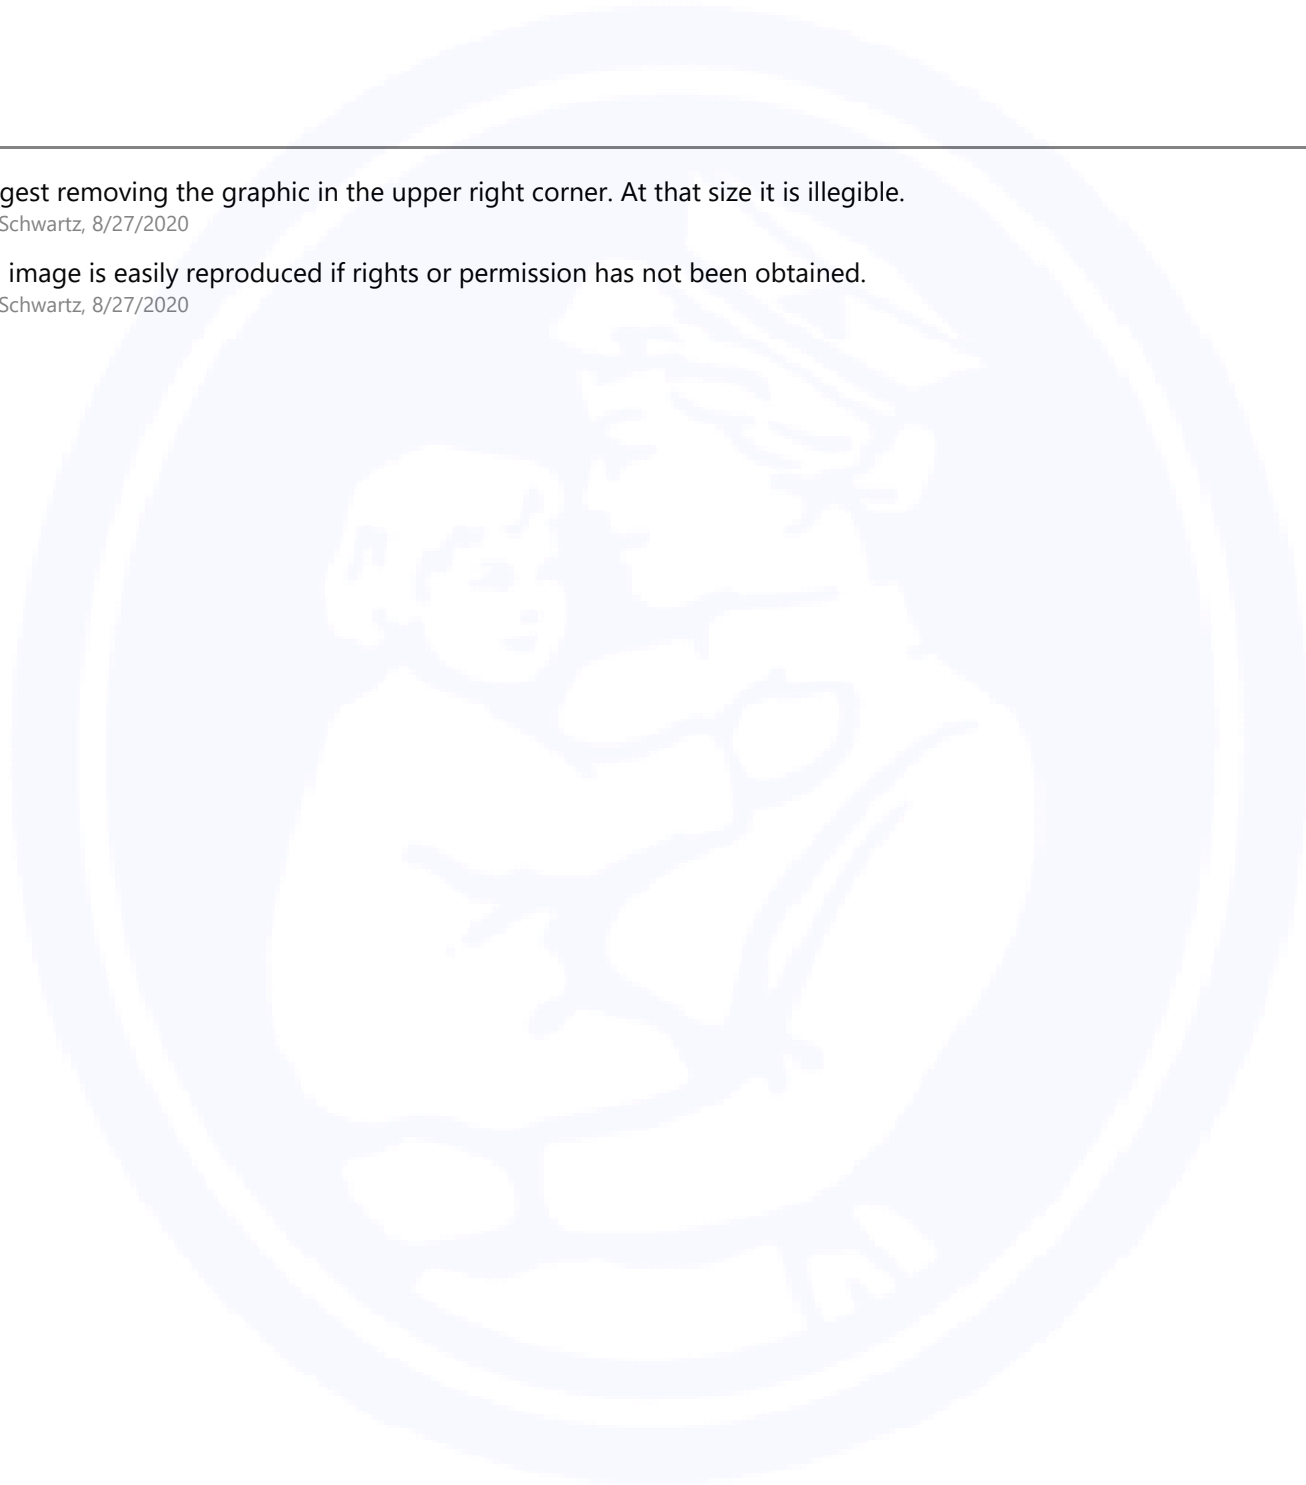 gest removing the graphic in the upper right corner. At that size it is illegible.
Schwartz, 8/27/2020
image is easily reproduced if rights or permission has not been obtained.
Schwartz, 8/27/2020